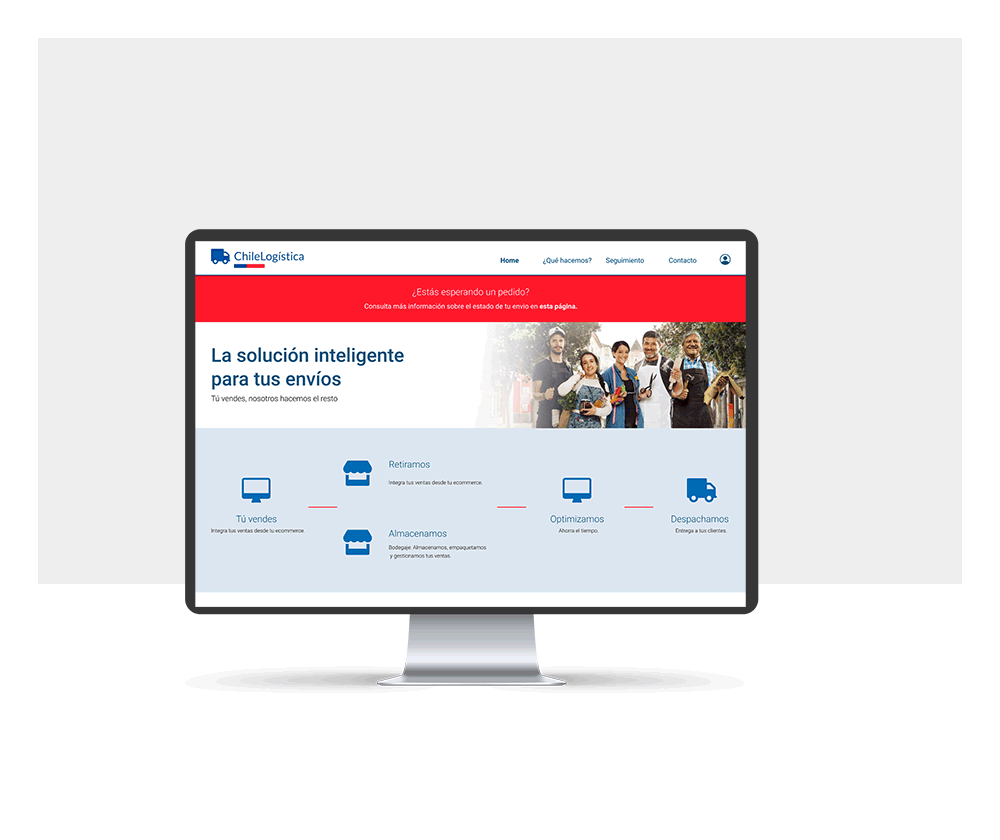 ChileLogística
Home
¿Qué hacemos?
Seguimiento
Contacto
¿Estás esperando un pedido?
Consulta más información sobre el estado de tu envio en esta página.
La solución inteligente
para tus envíos
Tú vendes, nosotros hacemos el resto
Tú vendes
Integra tus ventas desde tu ecommerce.
Retiramos
Integra tus ventas desde tu ecommerce.
Almacenamos
Bodegaje. Almacenamos, empaquetamos
y gestionamos tus ventas.
Optimizamos
Ahorra el tiempo.
Despachamos
Entrega a tus clientes.